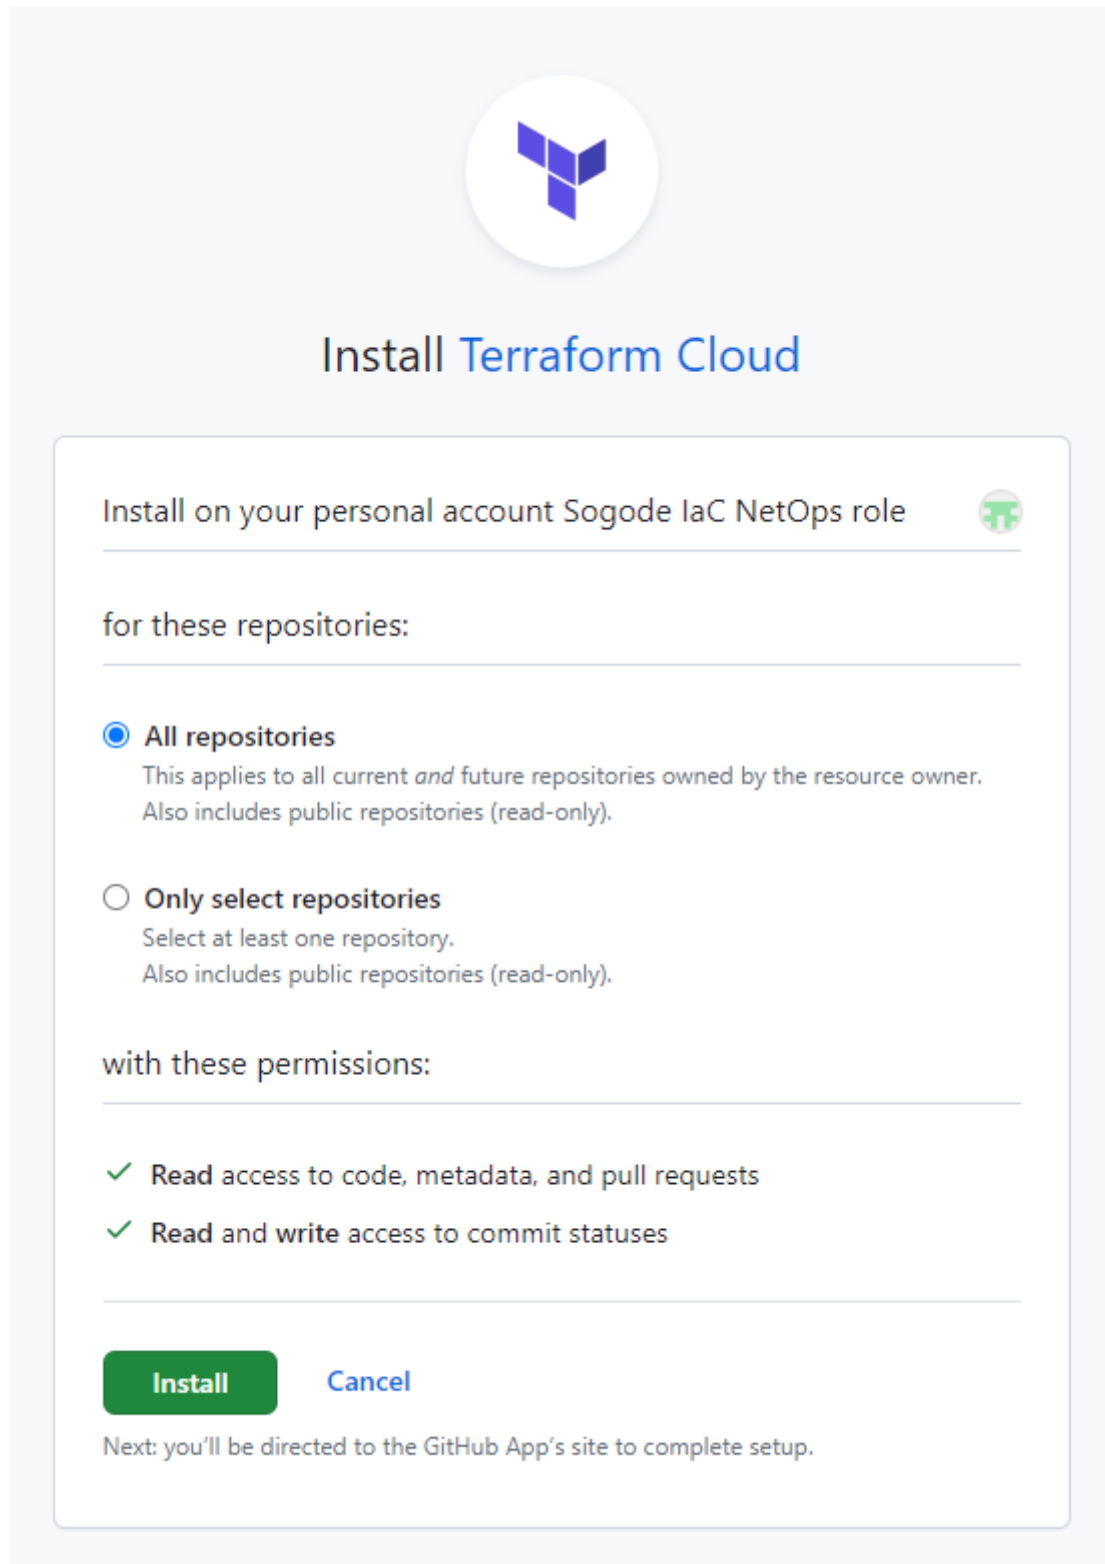 Install Terraform Cloud
Install on your personal account Sogode IaC NetOps role
for these repositories:
All repositories
This applies to all current and future repositories owned by the resource owner.
Also includes public repositories (read-only).
Only select repositories
Select at least one repository.
Also includes public repositories (read-only).
with these permissions:
Read access to code, metadata, and pull requests
Read and write access to commit statuses
Install Cancel
Next: you’ll be directed to the GitHub App’s site to complete setup.